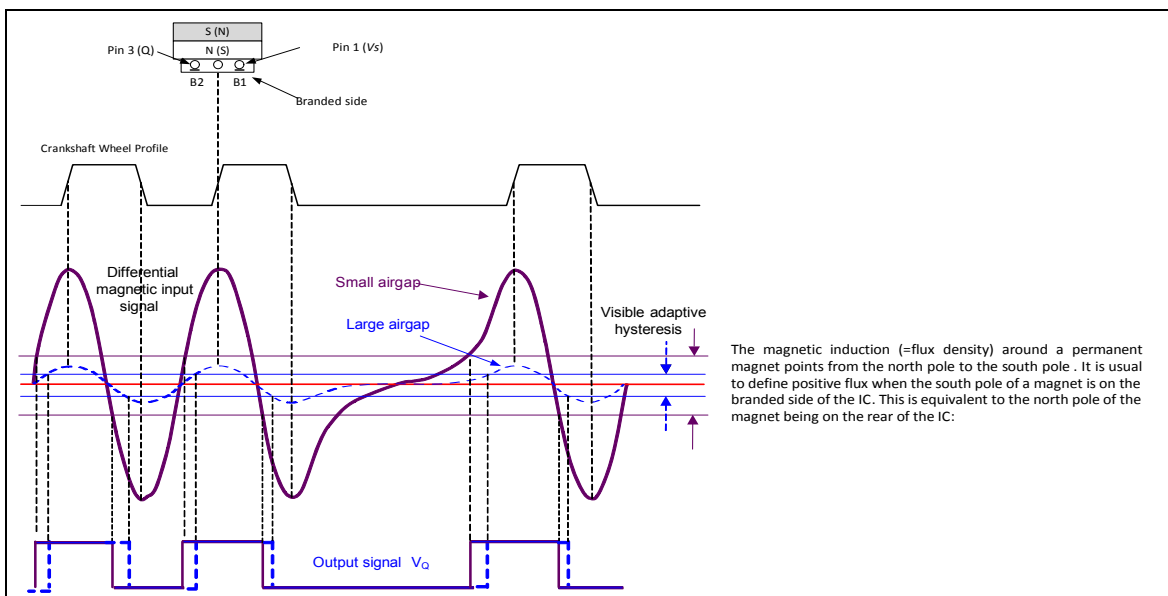 S (N)
Pin 3 (Q)
N (S)
Pin 1 (Vs)
B2
B1
Branded side
Crankshaft Wheel Profile
Differential
magnetic input
signal
Small airgap
Large airgap
Visible adaptive
hysteresis
The magnetic induction (=flux density) around a permanent
magnet points from the north pole to the south pole . It is usual
to define positive flux when the south pole of a magnet is on the
branded side of the IC. This is equivalent to the north pole of the
magnet being on the rear of the IC:
Output signal VQ